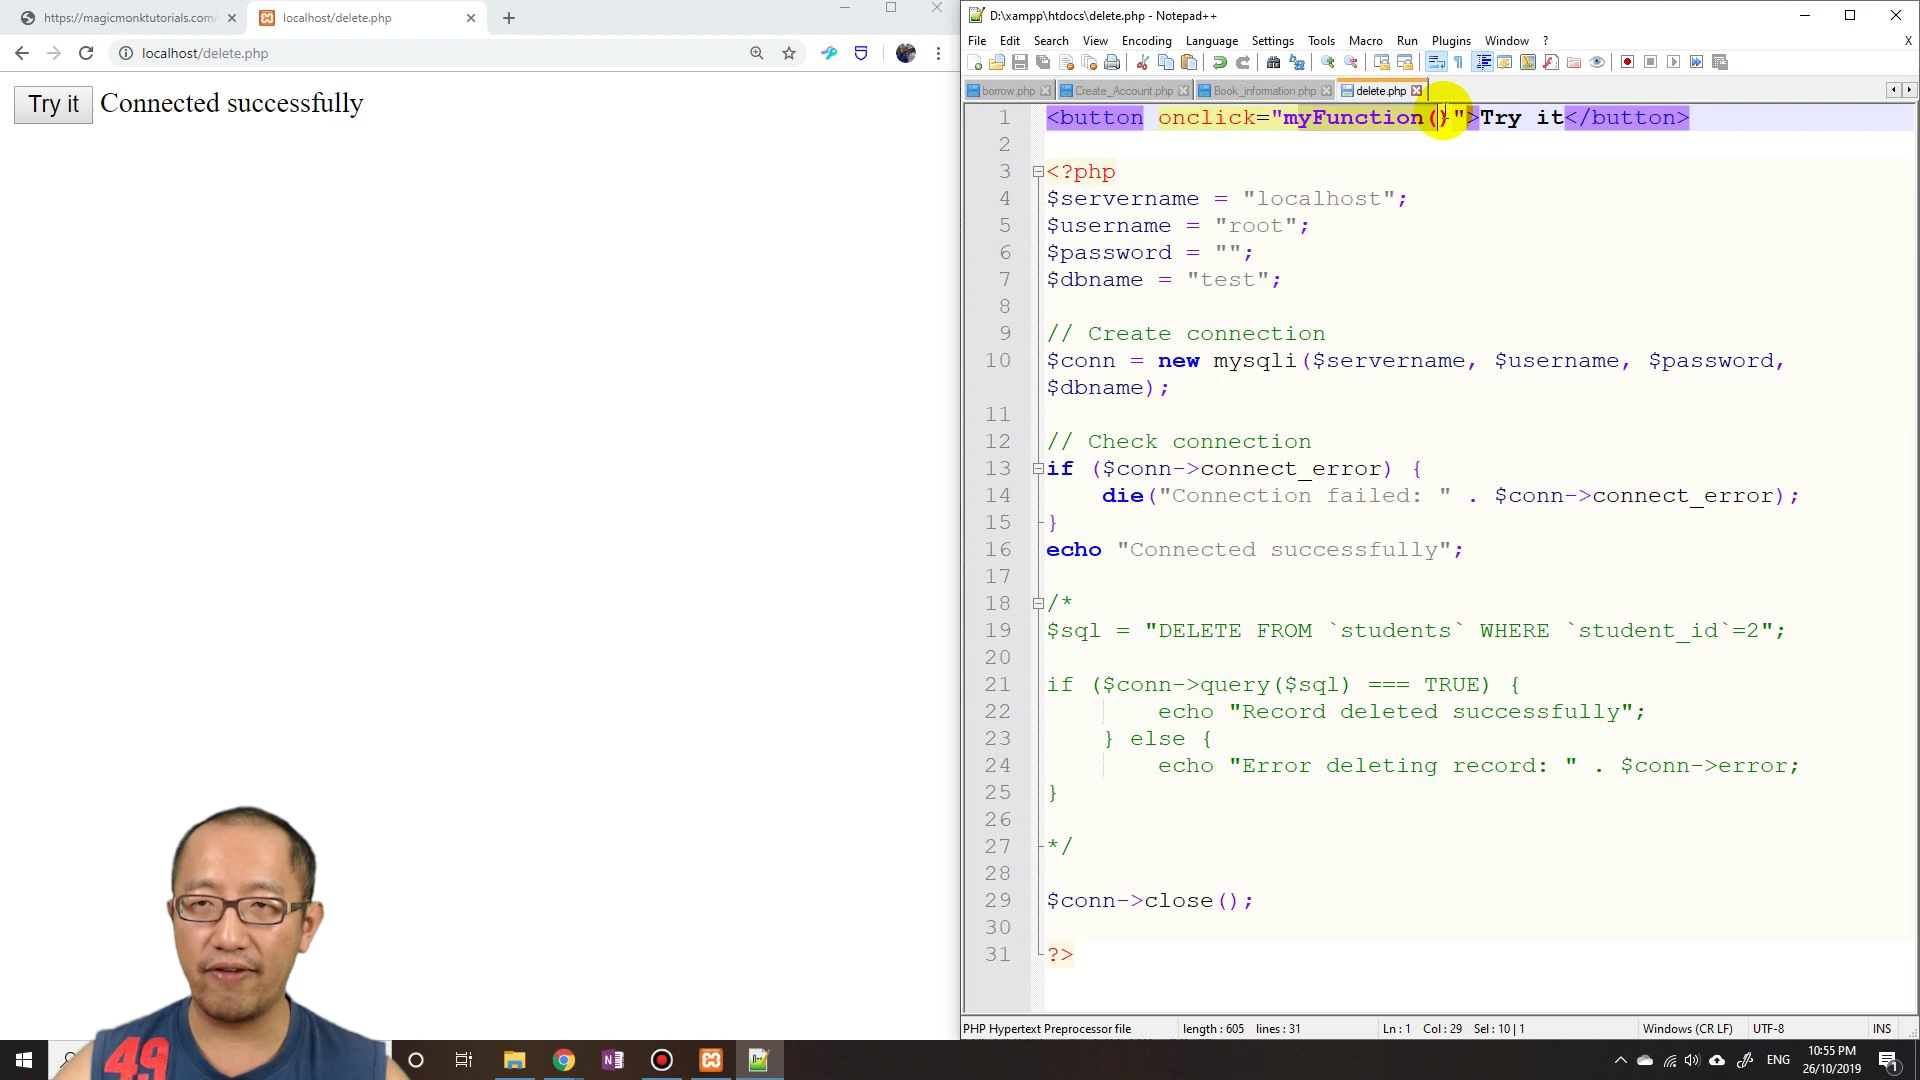 https://magicmonktutorials.com/
localhost/delete.php
localhost/delete.php
Try it Connected successfully
D:\xampp\htdocs\delete.php - Notepad++
File Edit Search View Encoding Language Settings Tools Macro Run Plugins Window ? X
borrow.php Create_Account.php Book_information.php delete.php
1 <button onclick="myFunction()">Try it</button>
2
3 <?php
4 $servername = "localhost";
5 $username = "root";
6 $password = "";
7 $dbname = "test";
8
9 // Create connection
10 $conn = new mysqli($servername, $username, $password,
$dbname);
11
12 // Check connection
13 if ($conn->connect_error) {
14 die("Connection failed: " . $conn->connect_error);
15 }
16 echo "Connected successfully";
17
18 /*
19 $sql = "DELETE FROM `students` WHERE `student_id`=2";
20
21 if ($conn->query($sql) === TRUE) {
22 echo "Record deleted successfully";
23 } else {
24 echo "Error deleting record: " . $conn->error;
25 }
26
27 */
28
29 $conn->close();
30
31 ?>
PHP Hypertext Preprocessor file length : 605 lines : 31 Ln : 1 Col : 29 Sel : 10 | 1 Windows (CR LF) UTF-8 INS
49
ENG
10:55 PM
26/10/2019
1